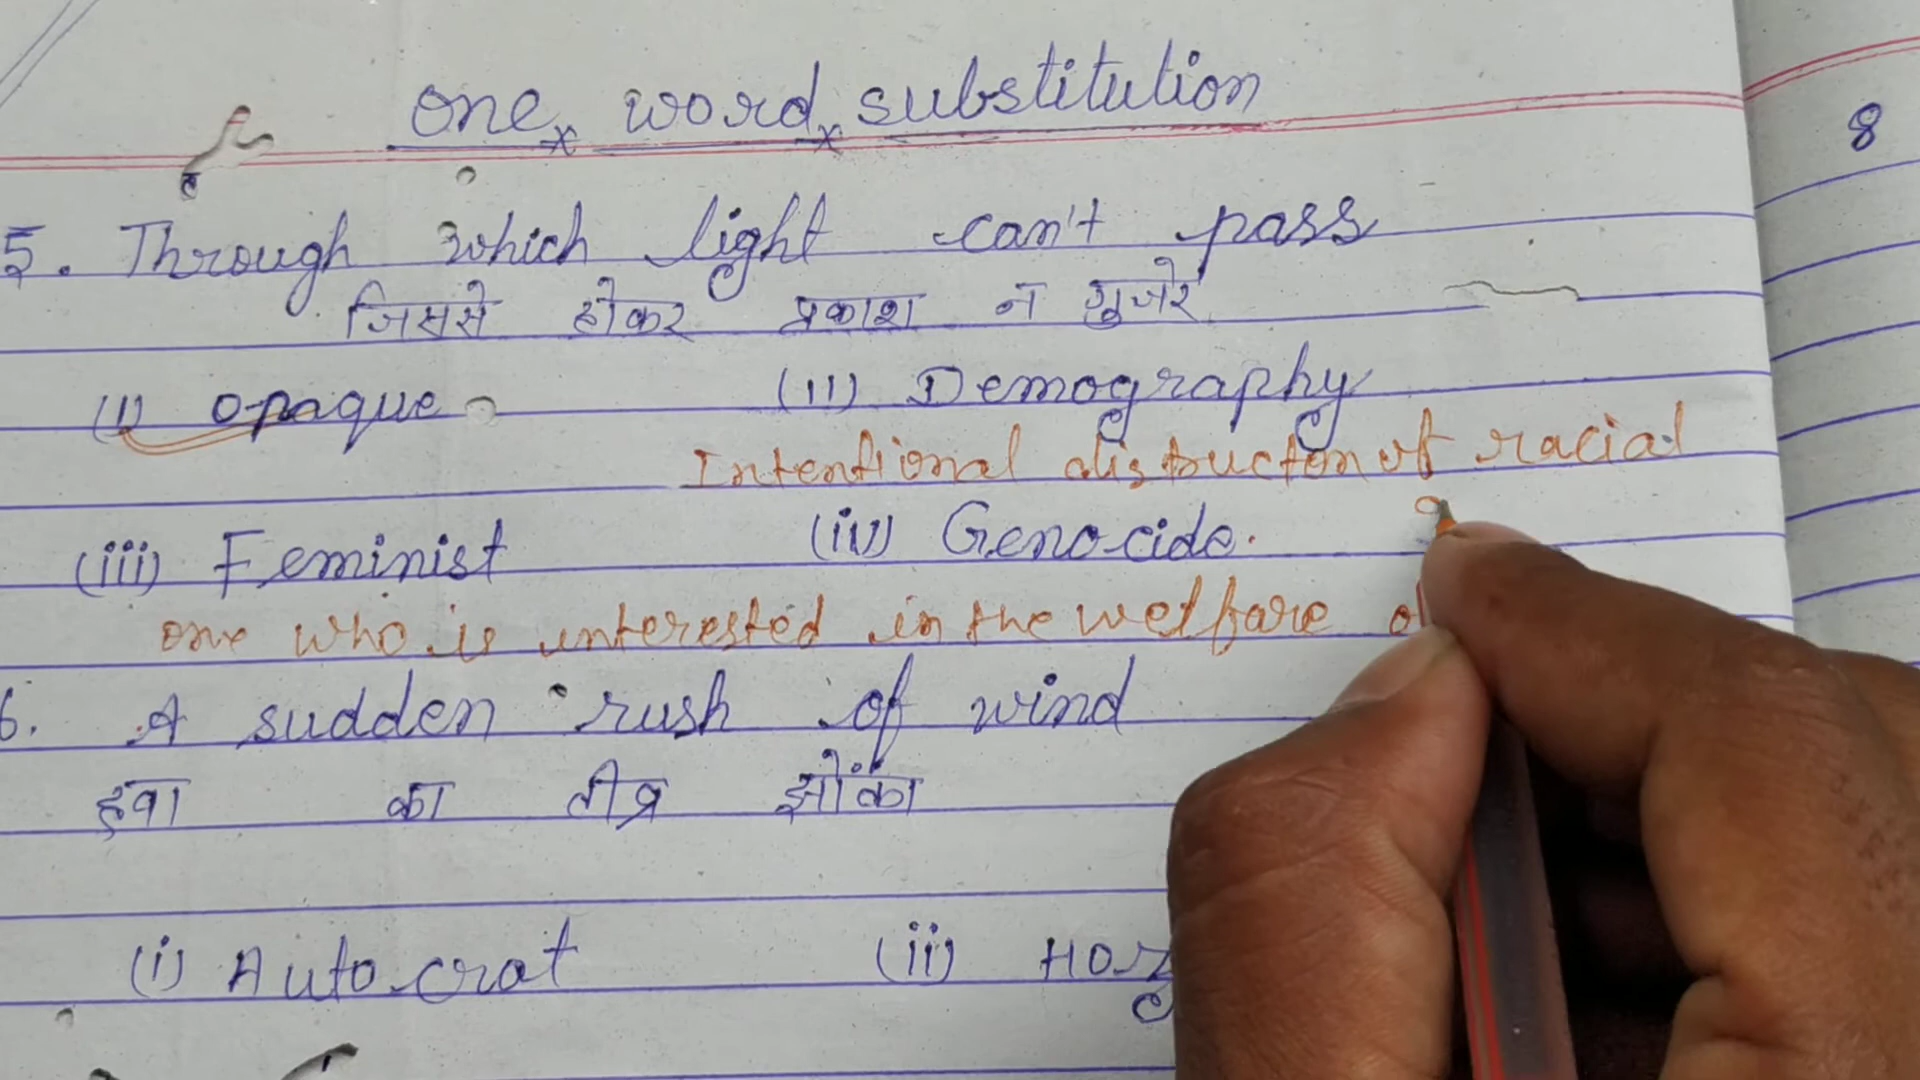 One word substitution
8
5. Through which light can't pass
जिससे होकर प्रकाश न गुजरे
(i) opaque (ii) Demography
Intentional distructon of racial
(iii) Feminist (iv) Genocide.
one who is interested in the welfare of
6. A sudden rush of wind
हवा का तीव्र झोंका
(i) Autocrat (ii)